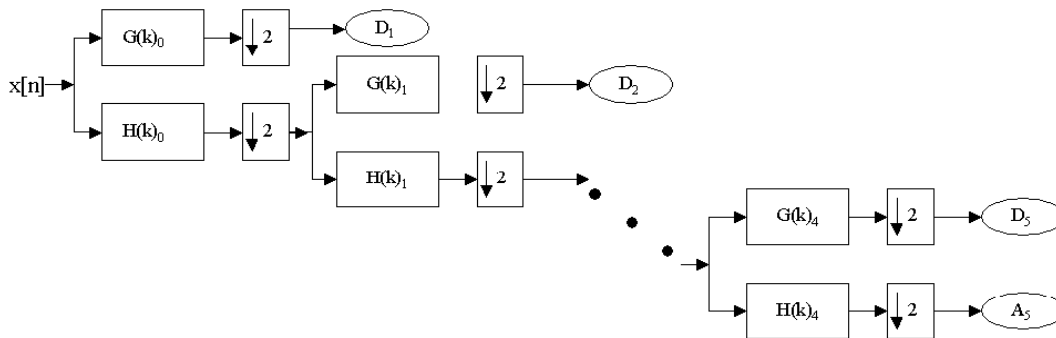 G(k)₀ ↓ 2 D₁
x[n]
G(k)₁ ↓ 2 D₂
H(k)₀ ↓ 2
H(k)₁ ↓ 2
G(k)₄ ↓ 2 D₅
H(k)₄ ↓ 2 A₅